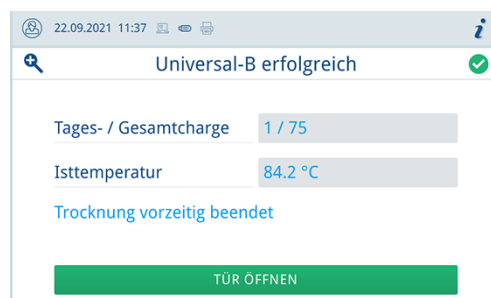 22.09.2021 11:37
Universal-B erfolgreich
Tages- / Gesamtcharge 1 / 75
Isttemperatur 84.2 °C
Trocknung vorzeitig beendet
TÜR ÖFFNEN